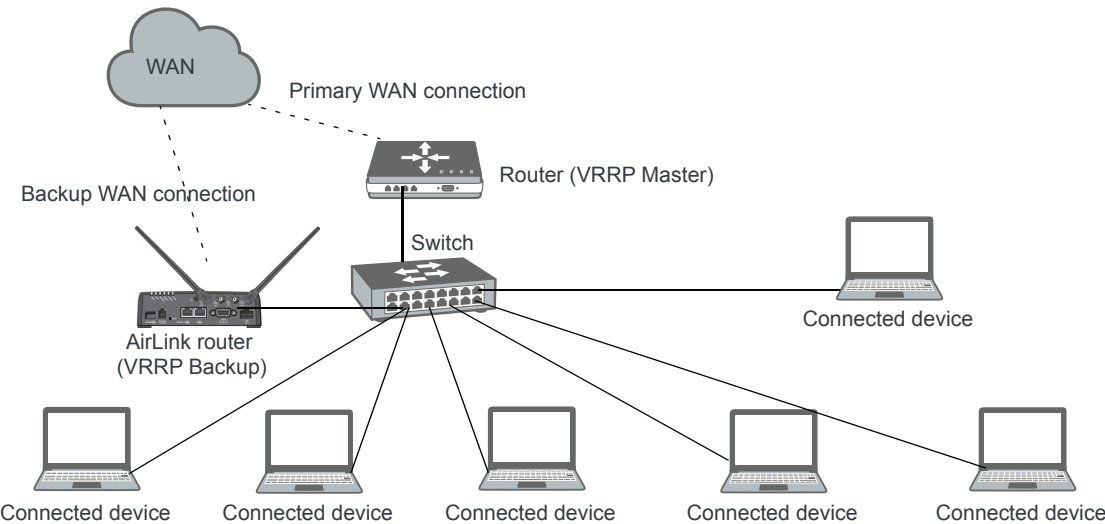 WAN
Primary WAN connection
Router (VRRP Master)
Backup WAN connection
Switch
Connected device
AirLink router
(VRRP Backup)
Connected device
Connected device
Connected device
Connected device
Connected device